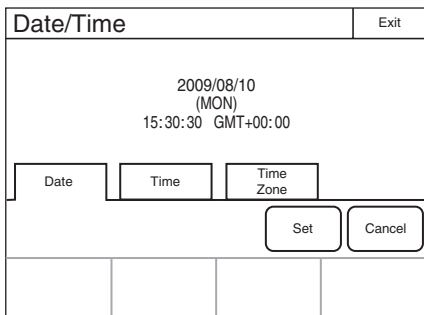 Date/Time
Exit
2009/08/10
(MON)
15:30:30 GMT+00:00
Date
Time
Time
Zone
Set
Cancel